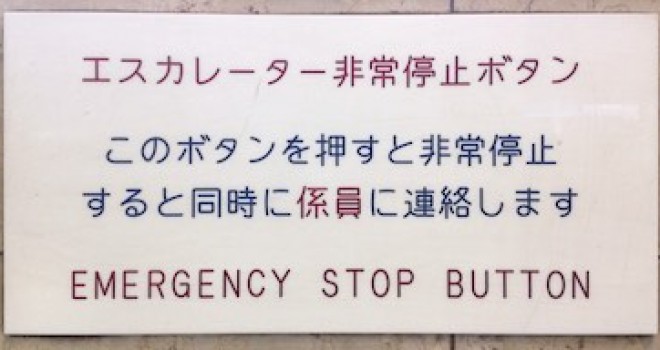 エスカレーター非常停止ボタン
このボタンを押すと非常停止
すると同時に係員に連絡します
EMERGENCY STOP BUTTON